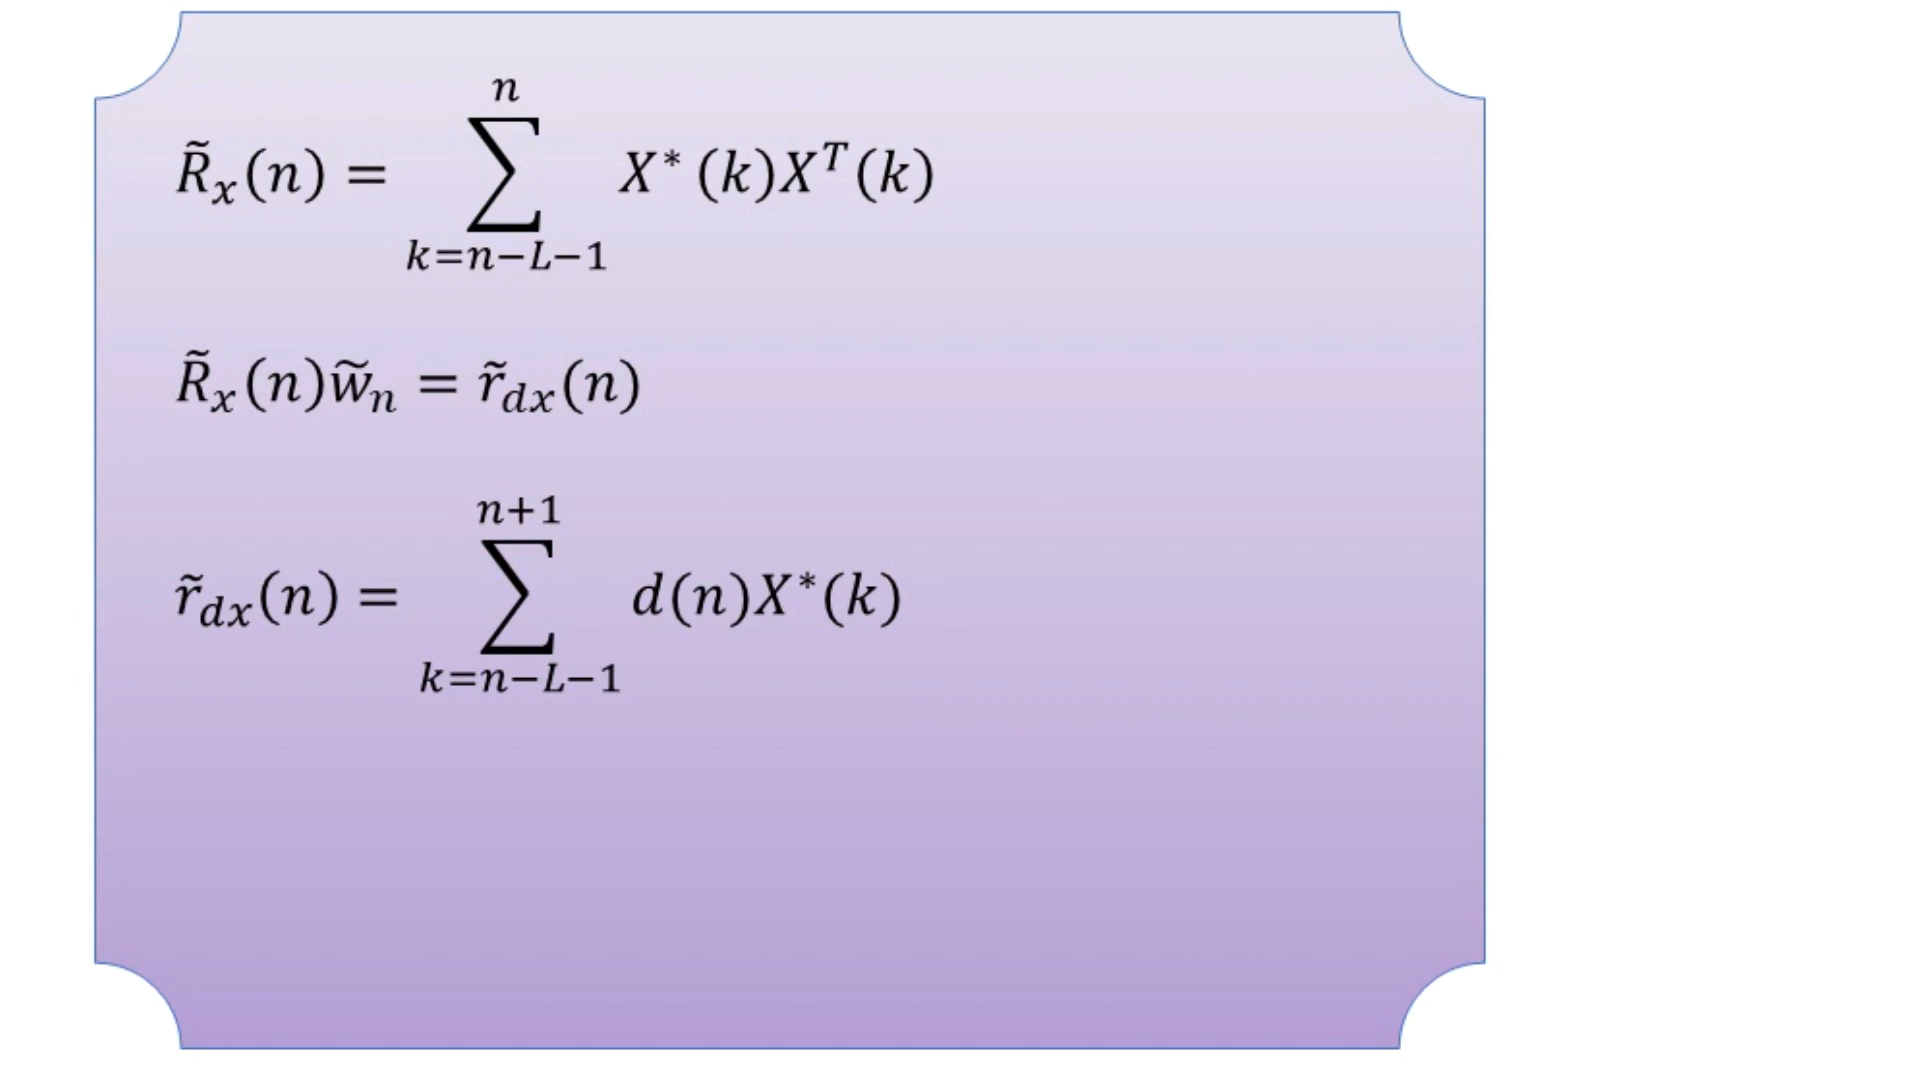 R̃ₓ(n) = ∑_{k=n−L−1}^{n} X*(k)Xᵀ(k)
R̃ₓ(n)w̃ₙ = r̃_{dx}(n)
r̃_{dx}(n) = ∑_{k=n−L−1}^{n+1} d(n)X*(k)